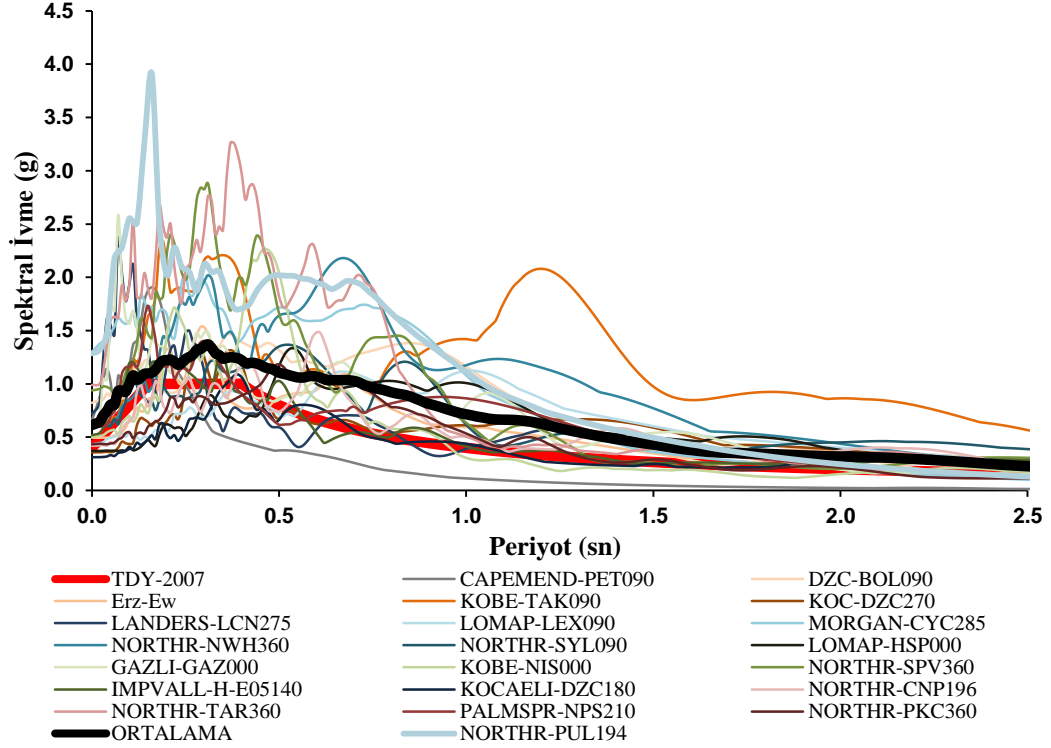 4.5
4.0
3.5
3.0
2.5
2.0
1.5
1.0
0.5
0.0
Spektral İvme (g)
0.0 0.5 1.0 1.5 2.0 2.5
Periyot (sn)
TDY-2007 CAPEMEND-PET090 DZC-BOL090
Erz-Ew KOBE-TAK090 KOC-DZC270
LANDERS-LCN275 LOMAP-LEX090 MORGAN-CYC285
NORTHR-NWH360 NORTHR-SYL090 LOMAP-HSP000
GAZLI-GAZ000 KOBE-NIS000 NORTHR-SPV360
IMPVALL-H-E05140 KOCAELI-DZC180 NORTHR-CNP196
NORTHR-TAR360 PALMSPR-NPS210 NORTHR-PKC360
ORTALAMA NORTHR-PUL194